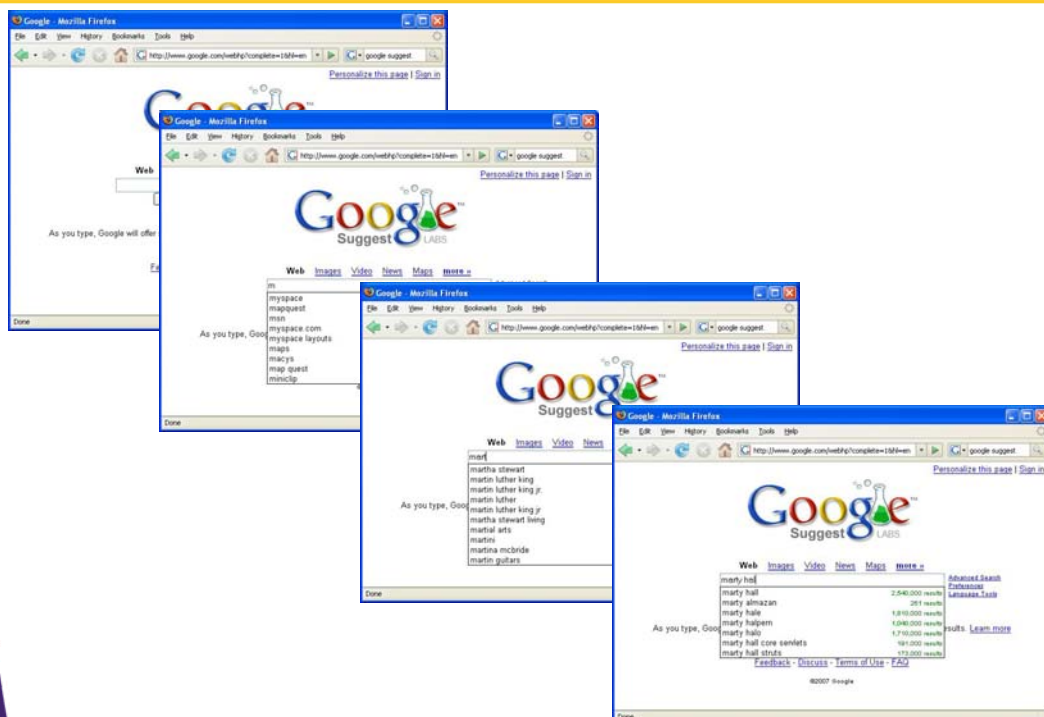 Google - Mozilla Firefox
File Edit View History Bookmarks Tools Help
http://www.google.com/webhp?complete=1&hl=en
google suggest
Personalize this page | Sign in
Web
As you type, Google will offer
Done
Google - Mozilla Firefox
File Edit View History Bookmarks Tools Help
http://www.google.com/webhp?complete=1&hl=en
google suggest
Personalize this page | Sign in
Google™
Suggest LABS
Web Images Video News Maps more »
m
myspace
mapquest
msn
myspace.com
myspace layouts
maps
macys
map quest
miniclip
As you type, Goog
Done
Google - Mozilla Firefox
File Edit View History Bookmarks Tools Help
http://www.google.com/webhp?complete=1&hl=en
google suggest
Personalize this page | Sign in
Google™
Suggest
Web Images Video News
mart
martha stewart
martin luther king
martin luther king jr.
martin luther
martin luther king jr
martha stewart living
martial arts
martini
martina mcbride
martin guitars
As you type, Goog
Done
Google - Mozilla Firefox
File Edit View History Bookmarks Tools Help
http://www.google.com/webhp?complete=1&hl=en
google suggest
Personalize this page | Sign in
Google™
Suggest LABS
Web Images Video News Maps more »
marty hal
Advanced Search
Preferences
Language Tools
marty hall 2,840,000 results
marty almazan 261 results
marty hale 1,810,000 results
marty halpern 1,040,000 results
marty halo 1,710,000 results
marty hall core servlets 191,000 results
marty hall struts 173,000 results
As you type, Goog
results. Learn more
Feedback - Discuss - Terms of Use - FAQ
©2007 Google
Done